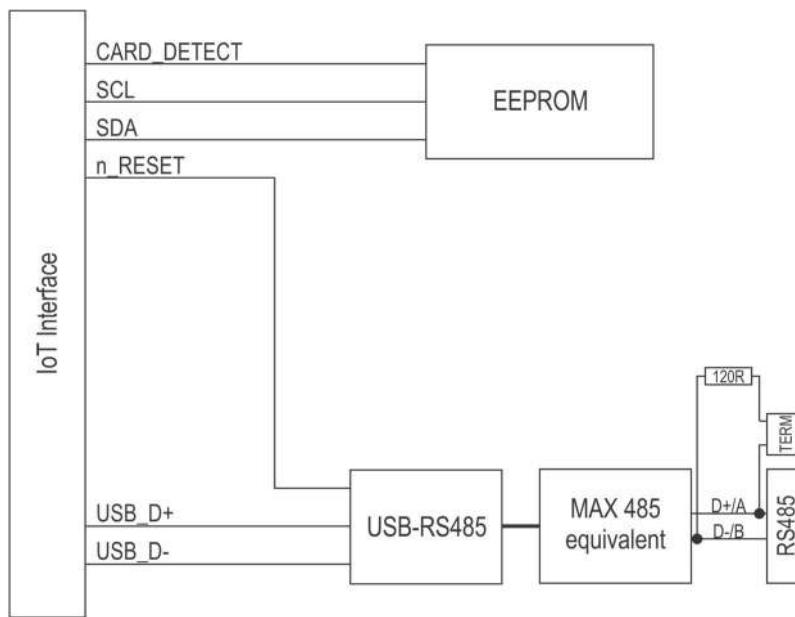 CARD_DETECT
SCL
SDA
n_RESET
EEPROM
IoT Interface
120R
TERM
USB_D+
USB_D-
USB-RS485
MAX 485
equivalent
D+/A
D-/B
RS485